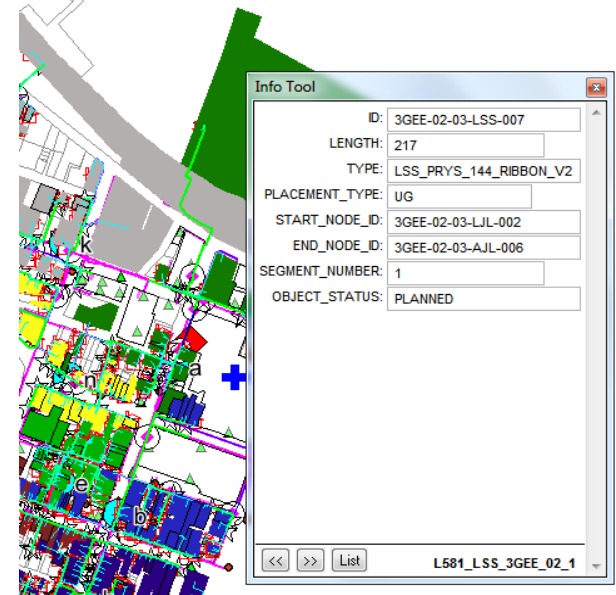 Info Tool
ID: 3GEE-02-03-LSS-007
LENGTH: 217
TYPE: LSS_PRYS_144_RIBBON_V2
PLACEMENT_TYPE: UG
START_NODE_ID: 3GEE-02-03-LJL-002
END_NODE_ID: 3GEE-02-03-AJL-006
SEGMENT_NUMBER: 1
OBJECT_STATUS: PLANNED
k
a
n
e
b
<< >> List L581_LSS_3GEE_02_1